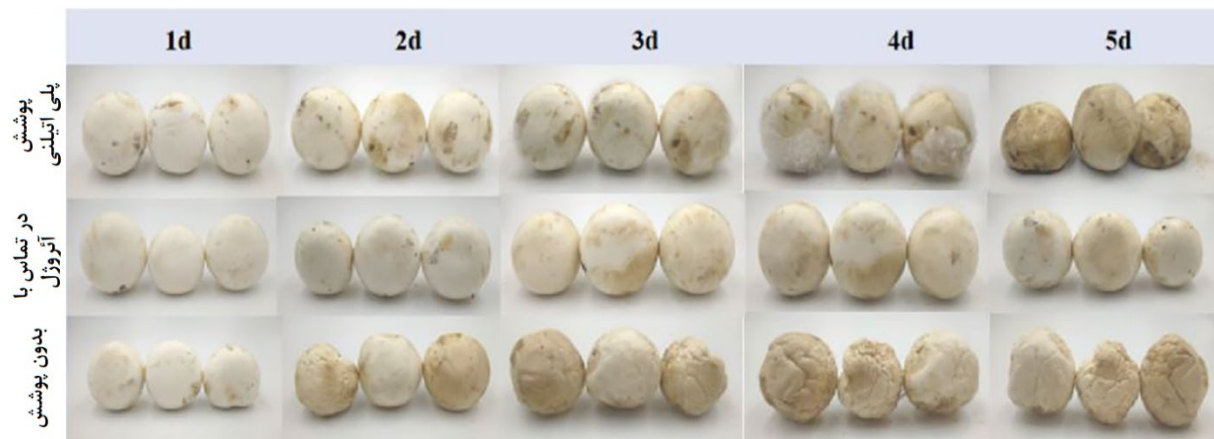 1d 2d 3d 4d 5d
پوشش
پلی اتیلنی
در تماس با
آئروژل
بدون پوشش